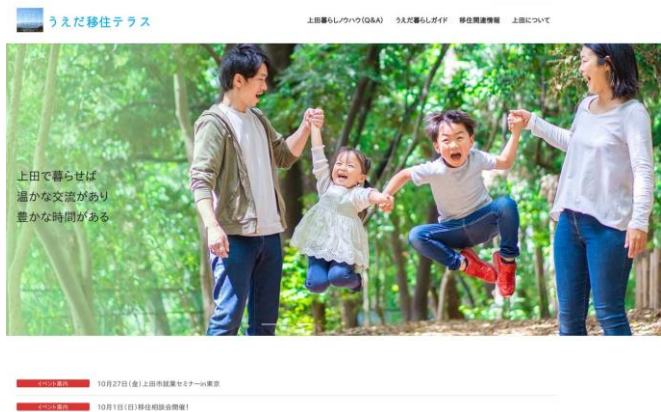 うえだ移住テラス
上田暮らしノウハウ(Q&A) うえだ暮らしガイド 移住関連情報 上田について
上田で暮らせば
温かな交流があり
豊かな時間がある
イベント案内 10月27日(金)上田市就業セミナーin東京
イベント案内 10月1日(日)移住相談会開催!